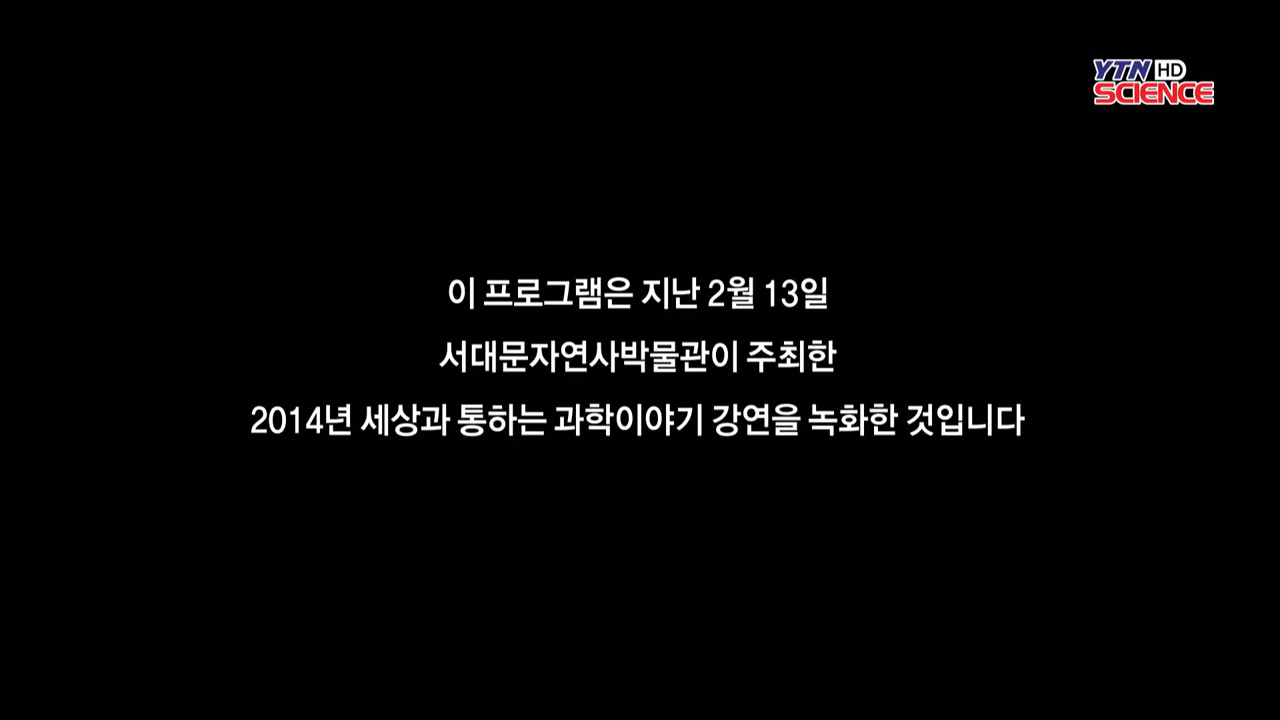 YTN HD
SCIENCE
이 프로그램은 지난 2월 13일
서대문자연사박물관이 주최한
2014년 세상과 통하는 과학이야기 강연을 녹화한 것입니다